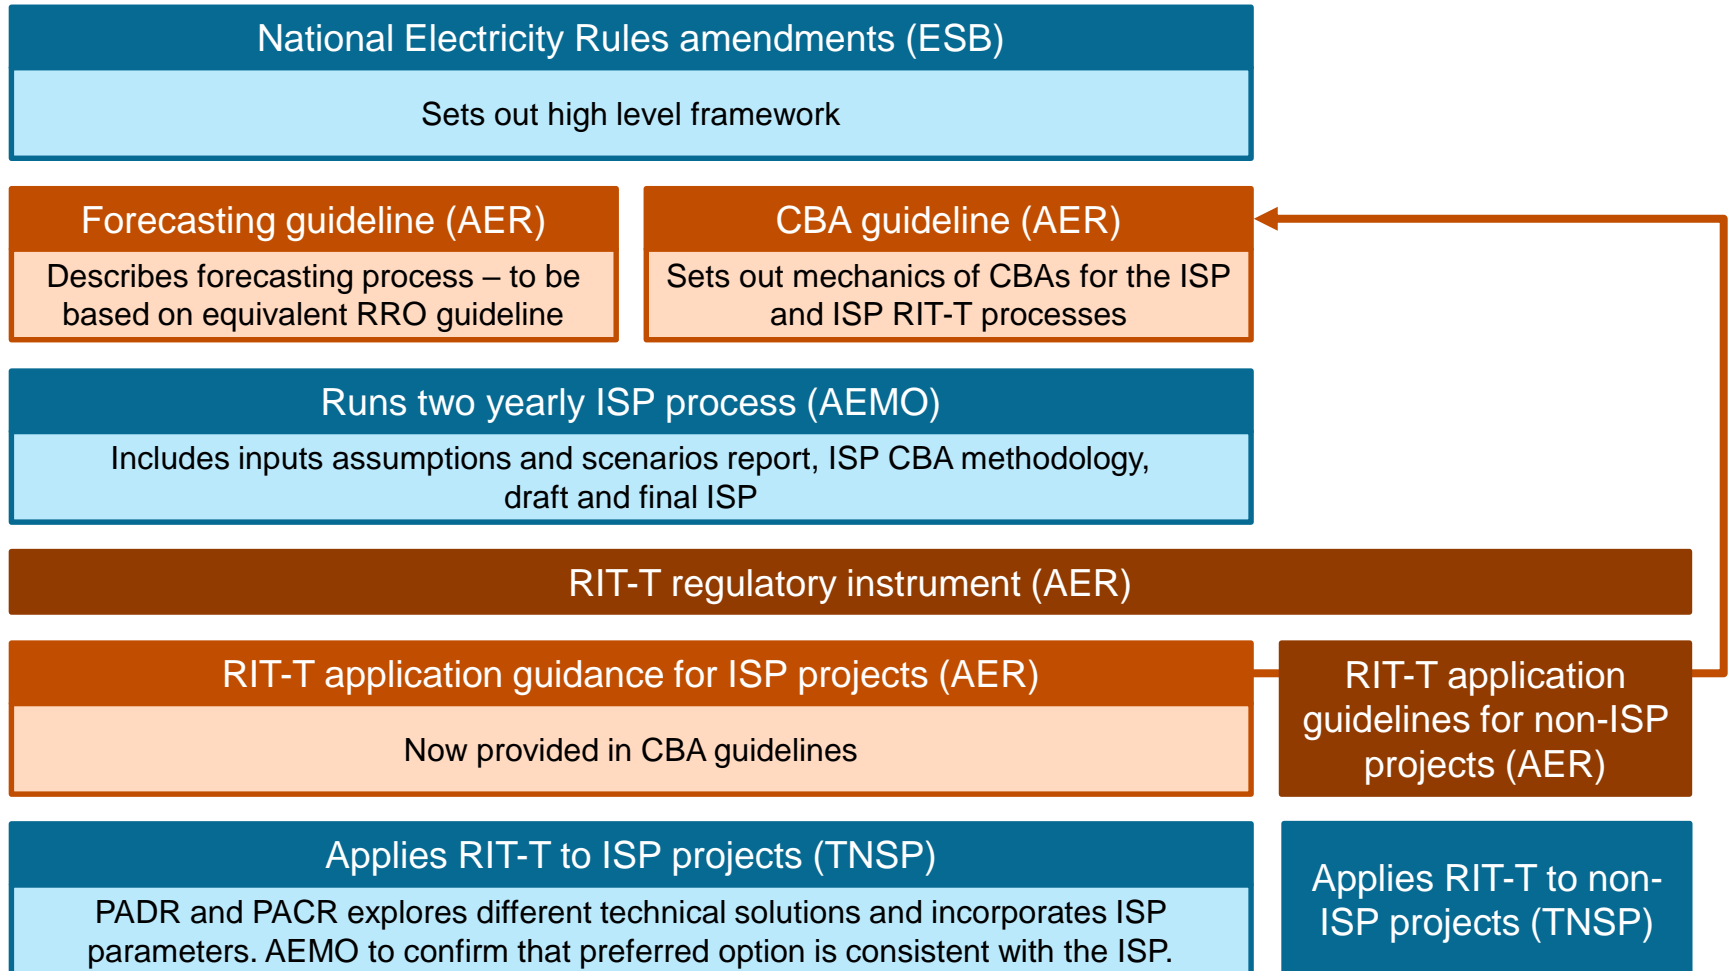 National Electricity Rules amendments (ESB)
Sets out high level framework
Forecasting guideline (AER)
Describes forecasting process – to be
based on equivalent RRO guideline
CBA guideline (AER)
Sets out mechanics of CBAs for the ISP
and ISP RIT-T processes
Runs two yearly ISP process (AEMO)
Includes inputs assumptions and scenarios report, ISP CBA methodology,
draft and final ISP
RIT-T regulatory instrument (AER)
RIT-T application guidance for ISP projects (AER)
Now provided in CBA guidelines
RIT-T application
guidelines for non-ISP
projects (AER)
Applies RIT-T to ISP projects (TNSP)
PADR and PACR explores different technical solutions and incorporates ISP
parameters. AEMO to confirm that preferred option is consistent with the ISP.
Applies RIT-T to non-
ISP projects (TNSP)